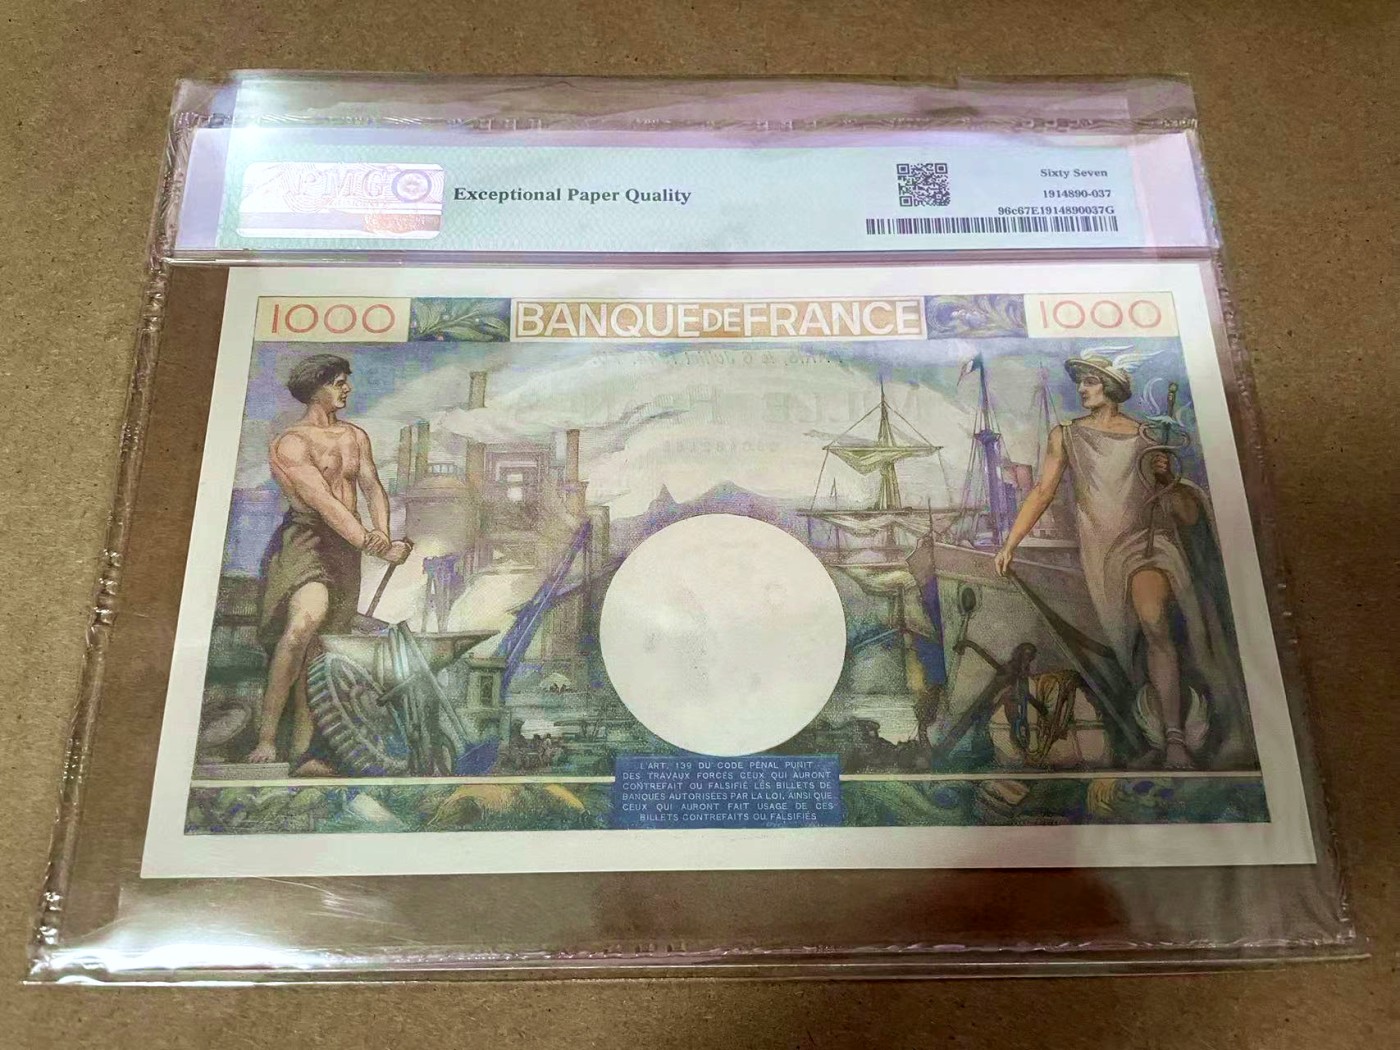 PMG
Exceptional Paper Quality
Sixty Seven
1914890-037
96c67E1914890037G
1000
BANQUE DE FRANCE
1000
L'ART. 139 DU CODE PÉNAL PUNIT
DES TRAVAUX FORCÉS CEUX QUI AURONT
CONTREFAIT OU FALSIFIÉ LES BILLETS DE
BANQUES AUTORISÉES PAR LA LOI, AINSI QUE
CEUX QUI AURONT FAIT USAGE DE CES
BILLETS CONTREFAITS OU FALSIFIÉS